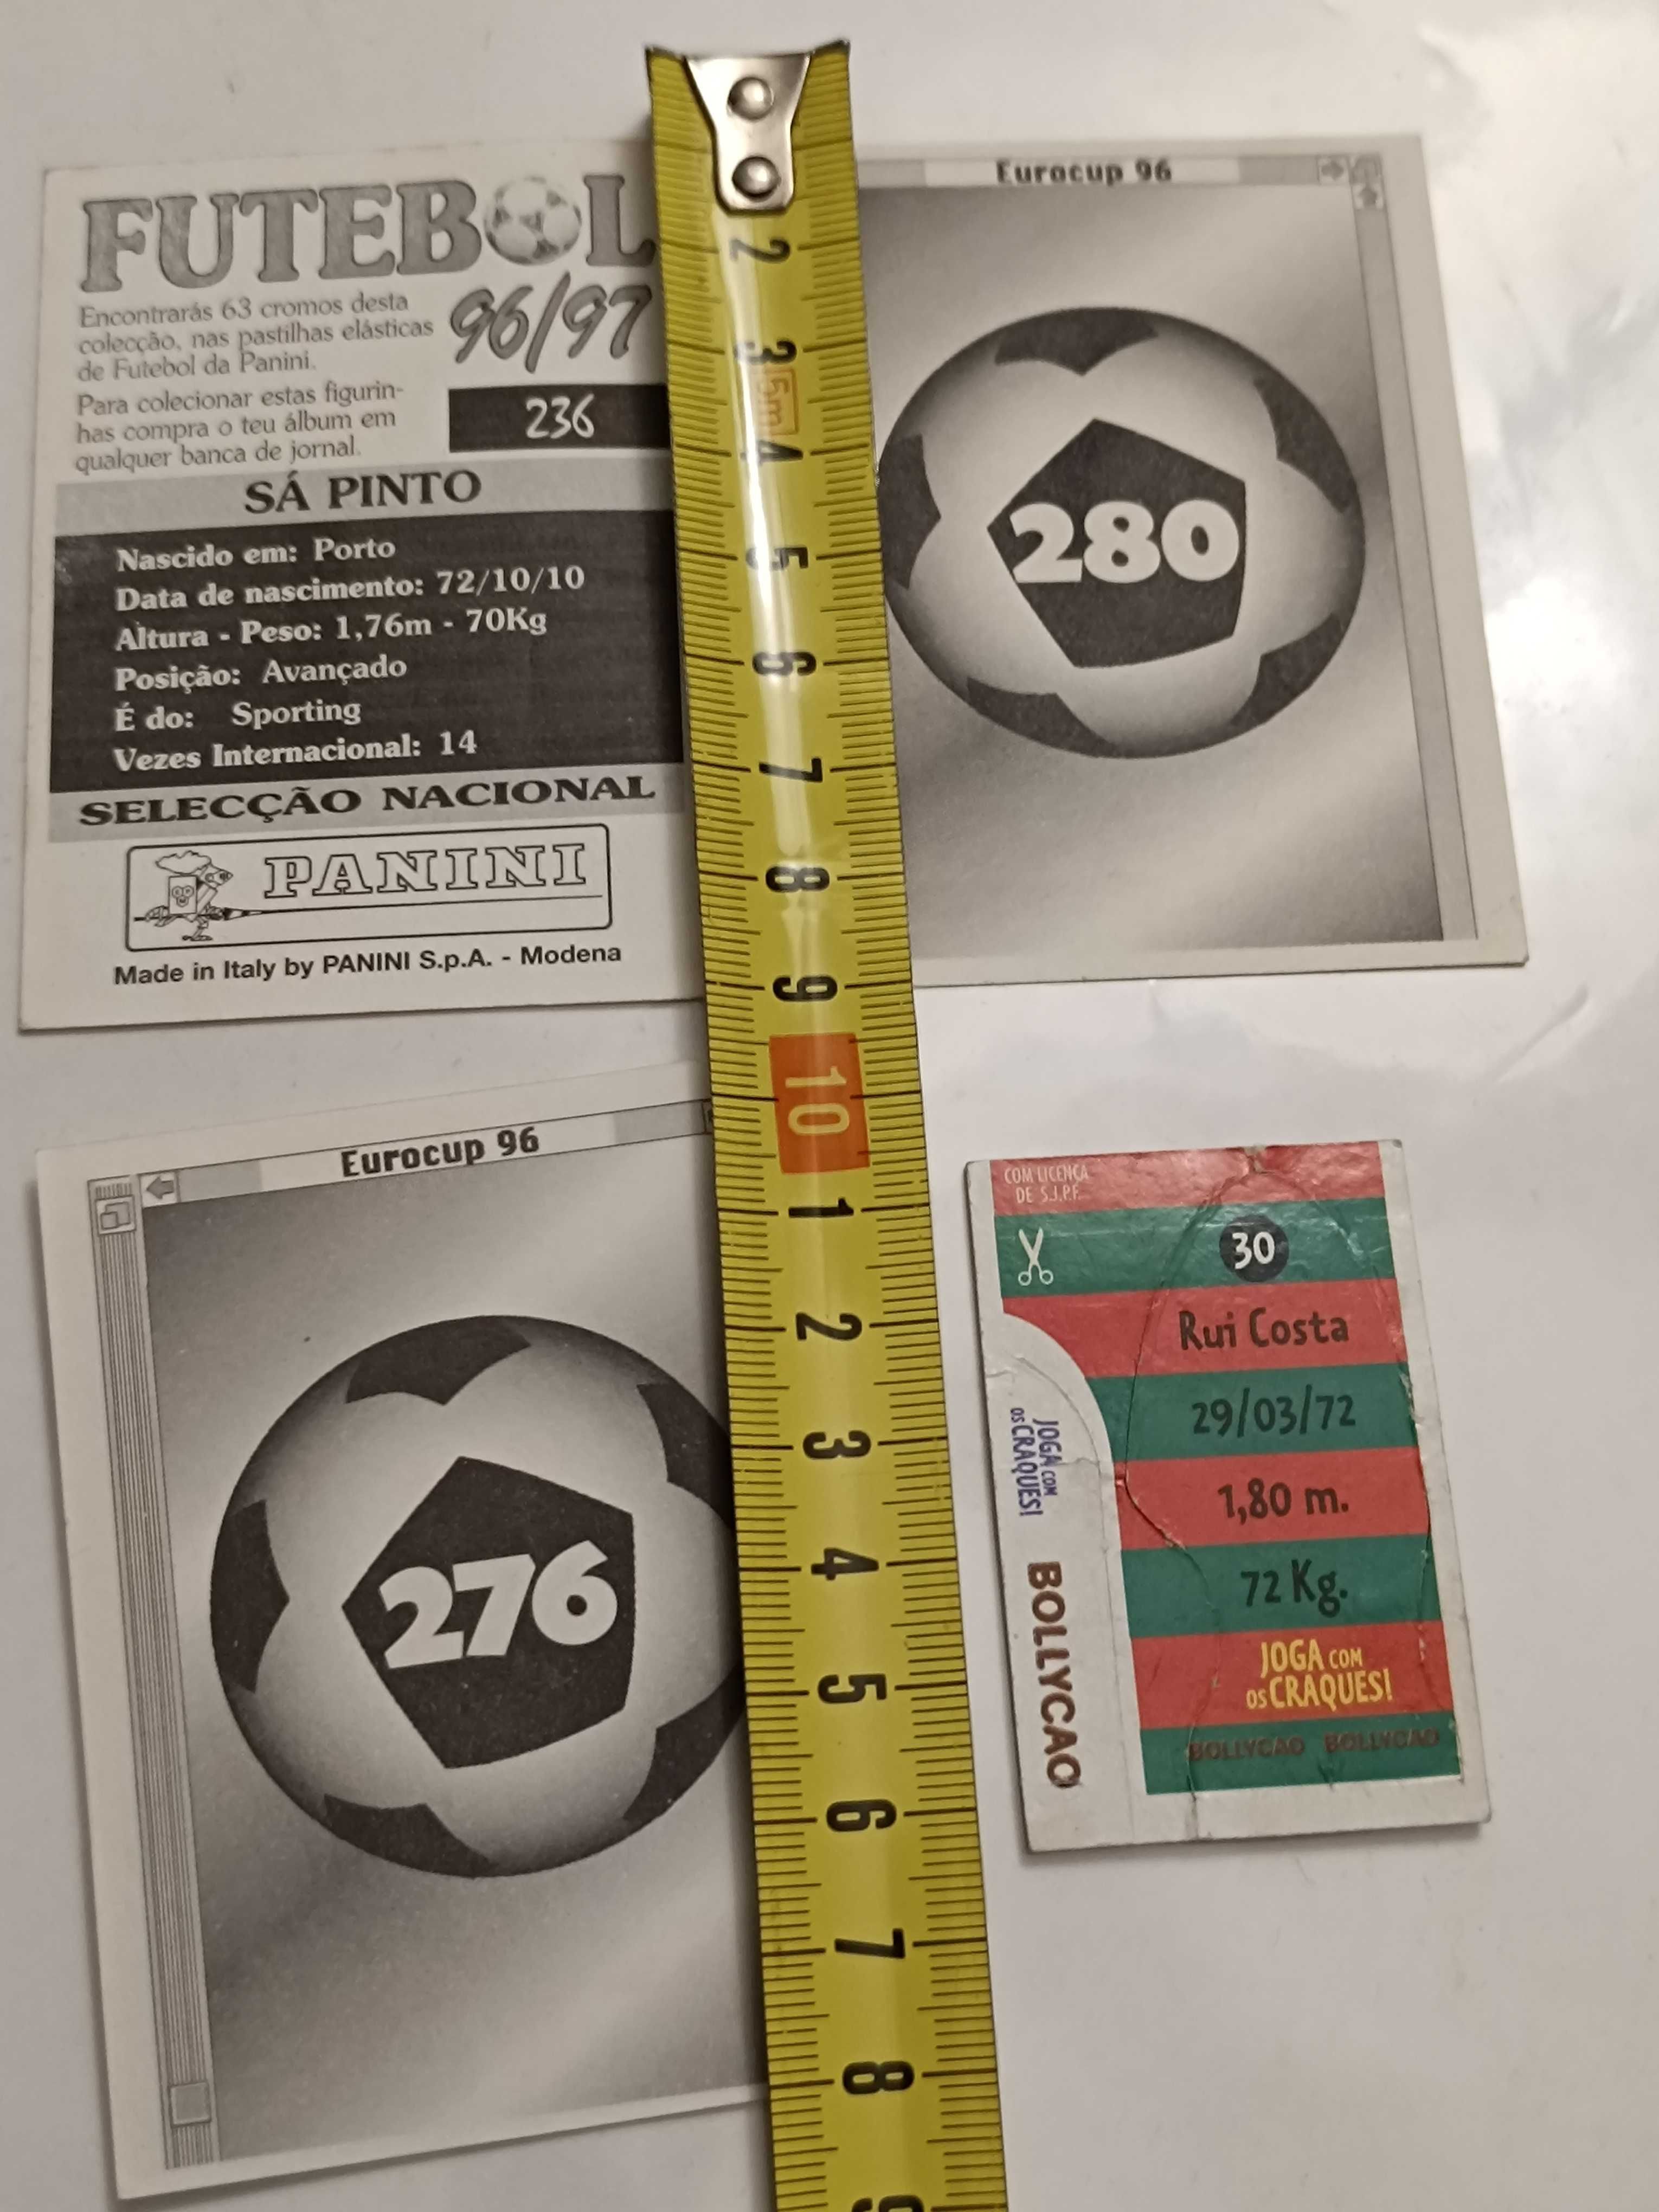 FUTEBOL
96/97
Encontrarás 63 cromos desta
colecção, nas pastilhas elásticas
de Futebol da Panini.
Para colecionar estas figurin-
has compra o teu álbum em
qualquer banca de jornal.
236
SÁ PINTO
Nascido em: Porto
Data de nascimento: 72/10/10
Altura - Peso: 1,76m - 70Kg
Posição: Avançado
É do: Sporting
Vezes Internacional: 14
SELECÇÃO NACIONAL
PANINI
Made in Italy by PANINI S.p.A. - Modena
Eurocup 96
280
Eurocup 96
276
2
3
5m
4
5
6
7
8
9
10
1
2
3
4
5
6
7
8
9
COM LICENÇA
DE S.J.P.F.
30
Rui Costa
29/03/72
1,80 m.
72 Kg.
JOGA COM
OS CRAQUES!
BOLLYCAO BOLLYCAO
JOGA COM
OS CRAQUES!
BOLLYCAO